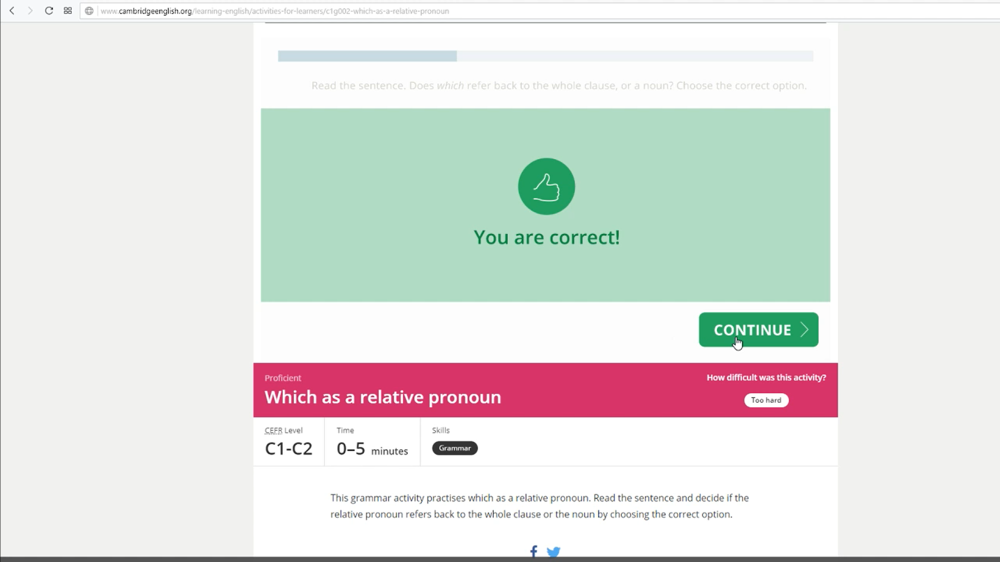 www.cambridgeenglish.org/learning-english/activities-for-learners/c1g002-which-as-a-relative-pronoun
Read the sentence. Does which refer back to the whole clause, or a noun? Choose the correct option.
You are correct!
CONTINUE
Proficient
How difficult was this activity?
Which as a relative pronoun
Too hard
CEFR Level
Time
Skills
C1-C2
0–5 minutes
Grammar
This grammar activity practises which as a relative pronoun. Read the sentence and decide if the
relative pronoun refers back to the whole clause or the noun by choosing the correct option.